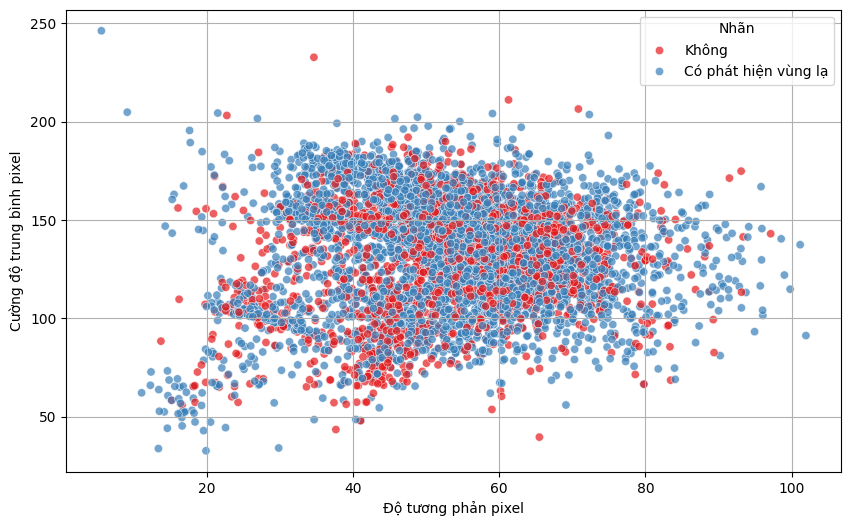 Nhãn
Không
Có phát hiện vùng lạ
250
200
150
100
50
Cường độ trung bình pixel
20
40
60
80
100
Độ tương phản pixel